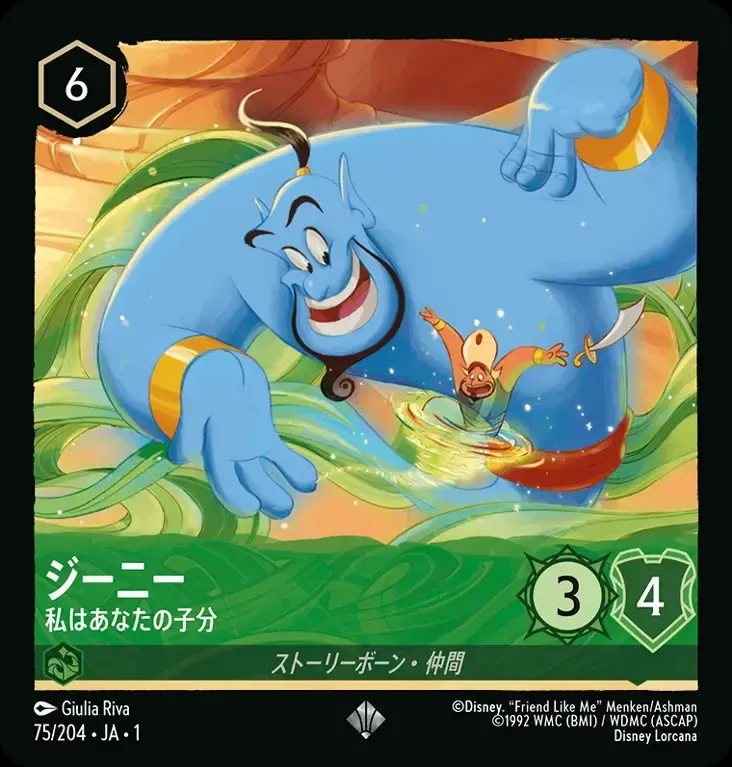 6
ジーニー
私はあなたの子分
3
4
ストーリーボーン・仲間
Giulia Riva
75/204 • JA • 1
©Disney. “Friend Like Me” Menken/Ashman
©1992 WMC (BMI) / WDMC (ASCAP)
Disney Lorcana